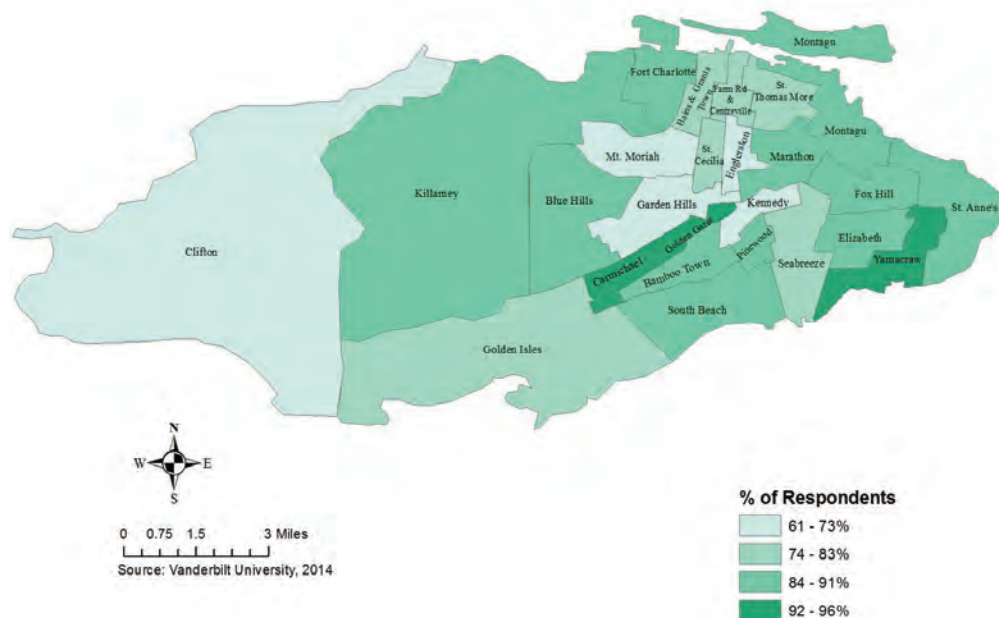 Montagu
Fort Charlotte
Bains & Grants
Town
Farm Rd
&
Centreville
St.
Thomas More
Montagu
Mt. Moriah
St.
Cecilia
Englerston
Marathon
Killarney
Blue Hills
Garden Hills
Kennedy
Fox Hill
St. Anne's
Clifton
Golden Gates
Carmichael
Bamboo Town
Pinewood
Seabreeze
Elizabeth
Yamacraw
South Beach
Golden Isles
N
W E
S
0 0.75 1.5 3 Miles
Source: Vanderbilt University, 2014
% of Respondents
61 - 73%
74 - 83%
84 - 91%
92 - 96%